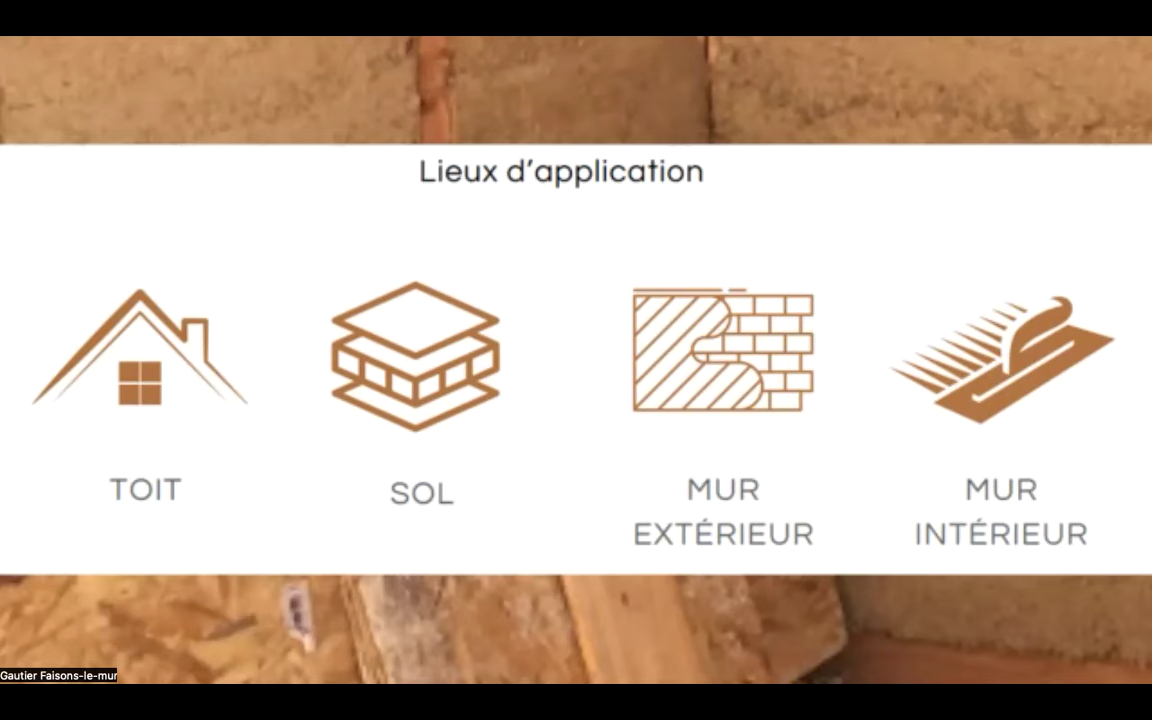 Lieux d’application
TOIT
SOL
MUR
EXTÉRIEUR
MUR
INTÉRIEUR
Gautier Faisons-le-mur